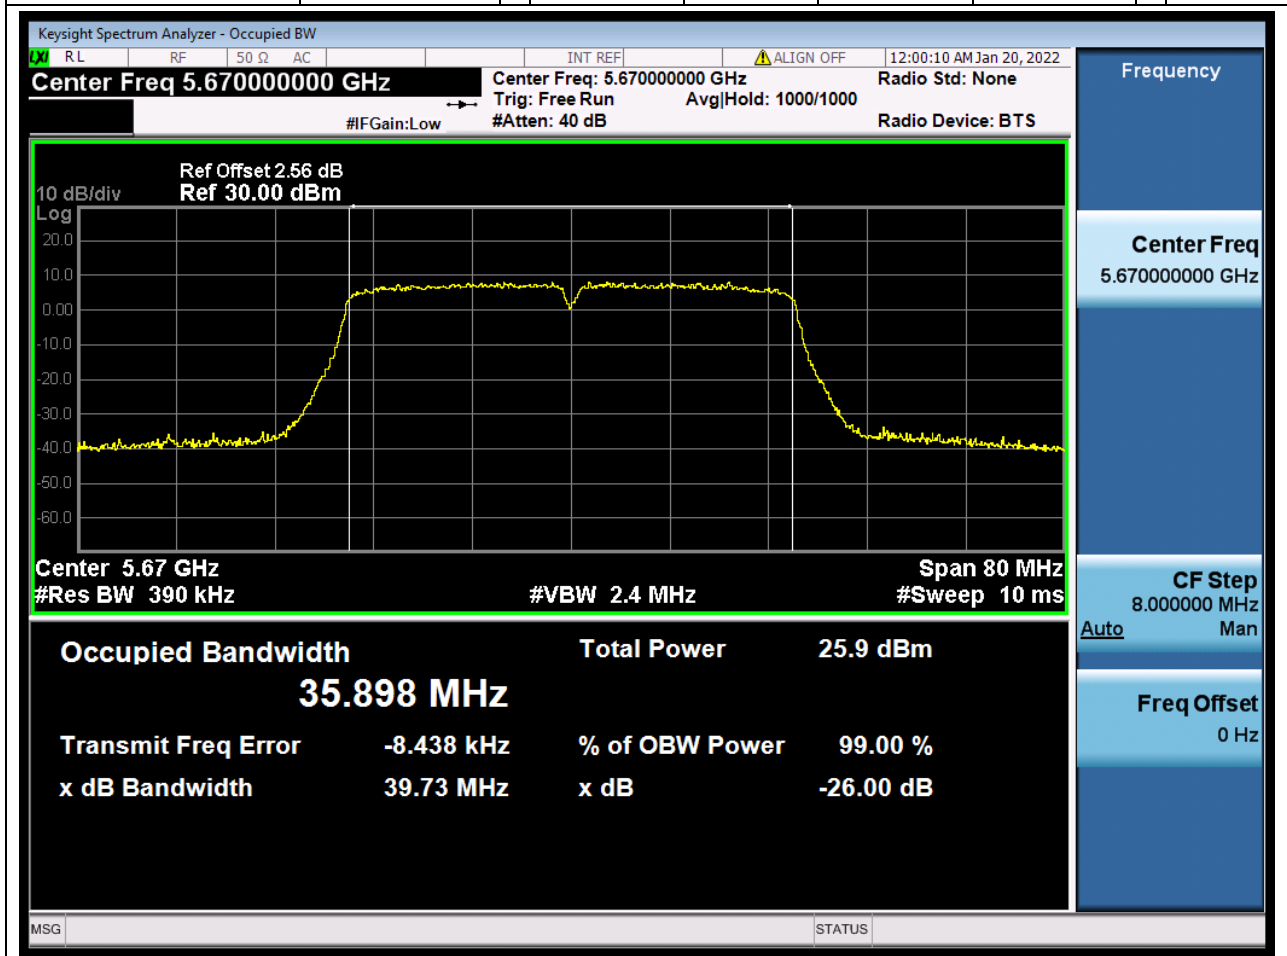 Keysight Spectrum Analyzer - Occupied BW
LXI RL RF 50 Ω AC INT REF ALIGN OFF 12:00:10 AM Jan 20, 2022
Center Freq 5.670000000 GHz
Center Freq: 5.670000000 GHz Radio Std: None
Trig: Free Run Avg|Hold: 1000/1000
#IFGain:Low #Atten: 40 dB Radio Device: BTS
Ref Offset 2.56 dB
10 dB/div Ref 30.00 dBm
Log
20.0
10.0
0.00
-10.0
-20.0
-30.0
-40.0
-50.0
-60.0
Center 5.67 GHz Span 80 MHz
#Res BW 390 kHz #VBW 2.4 MHz #Sweep 10 ms
Occupied Bandwidth Total Power 25.9 dBm
35.898 MHz
Transmit Freq Error -8.438 kHz % of OBW Power 99.00 %
x dB Bandwidth 39.73 MHz x dB -26.00 dB
MSG STATUS
Frequency
Center Freq
5.670000000 GHz
CF Step
8.000000 MHz
Auto Man
Freq Offset
0 Hz